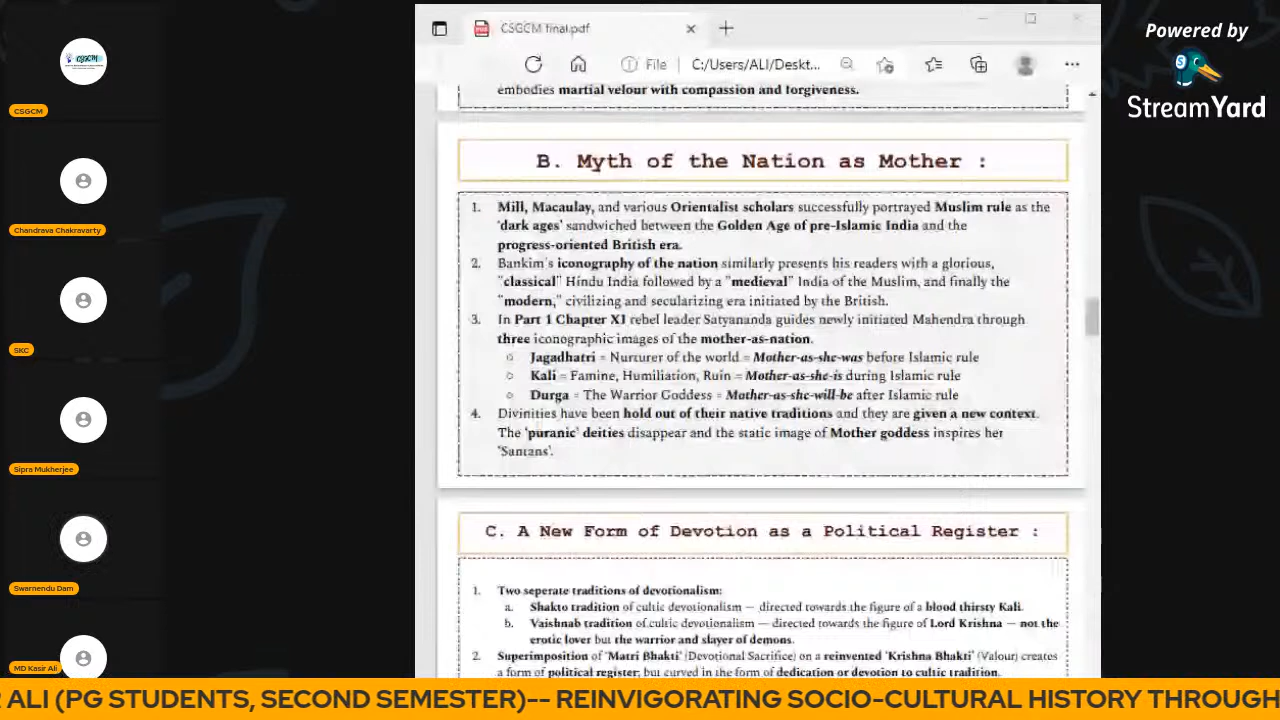 CSGCM final.pdf
Powered by
StreamYard
File
C:/Users/ALI/Deskt...
CSGCM
Chandrava Chakravarty
SKC
Sipra Mukherjee
Swarnendu Dam
MD Kasir Ali
embodies martial velour with compassion and forgiveness.
B. Myth of the Nation as Mother :
1. Mill, Macaulay, and various Orientalist scholars successfully portrayed Muslim rule as the
'dark ages' sandwiched between the Golden Age of pre-Islamic India and the
progress-oriented British era.
2. Bankim's iconography of the nation similarly presents his readers with a glorious,
"classical" Hindu India followed by a "medieval" India of the Muslim, and finally the
"modern," civilizing and secularizing era initiated by the British.
3. In Part 1 Chapter XI rebel leader Satyananda guides newly initiated Mahendra through
three iconographic images of the mother-as-nation.
○ Jagadhatri = Nurturer of the world = Mother-as-she-was before Islamic rule
○ Kali = Famine, Humiliation, Ruin = Mother-as-she-is during Islamic rule
○ Durga = The Warrior Goddess = Mother-as-she-will-be after Islamic rule
4. Divinities have been hold out of their native traditions and they are given a new context.
The 'puranic' deities disappear and the static image of Mother goddess inspires her
'Santans'.
C. A New Form of Devotion as a Political Register :
1. Two seperate traditions of devotionalism:
a. Shakto tradition of cultic devotionalism — directed towards the figure of a blood thirsty Kali.
b. Vaishnab tradition of cultic devotionalism — directed towards the figure of Lord Krishna — not the
erotic lover but the warrior and slayer of demons.
2. Superimposition of 'Matri Bhakti' (Devotional Sacrifice) on a reinvented 'Krishna Bhakti' (Valour) creates
a form of political register, but curved in the form of dedication or devotion to cultic tradition.
ALI (PG STUDENTS, SECOND SEMESTER)-- REINVIGORATING SOCIO-CULTURAL HISTORY THROUGH